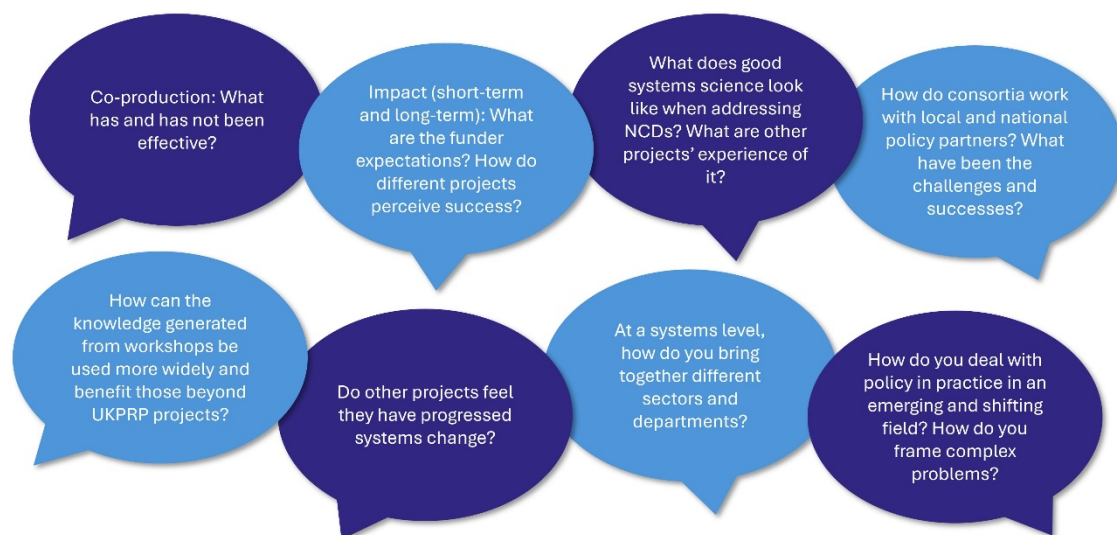 Co-production: What
has and has not been
effective?
Impact (short-term
and long-term): What
are the funder
expectations? How do
different projects
perceive success?
What does good
systems science look
like when addressing
NCDs? What are other
projects’ experience of
it?
How do consortia work
with local and national
policy partners? What
have been the
challenges and
successes?
How can the
knowledge generated
from workshops be
used more widely and
benefit those beyond
UKPRP projects?
Do other projects feel
they have progressed
systems change?
At a systems level,
how do you bring
together different
sectors and
departments?
How do you deal with
policy in practice in an
emerging and shifting
field? How do you
frame complex
problems?